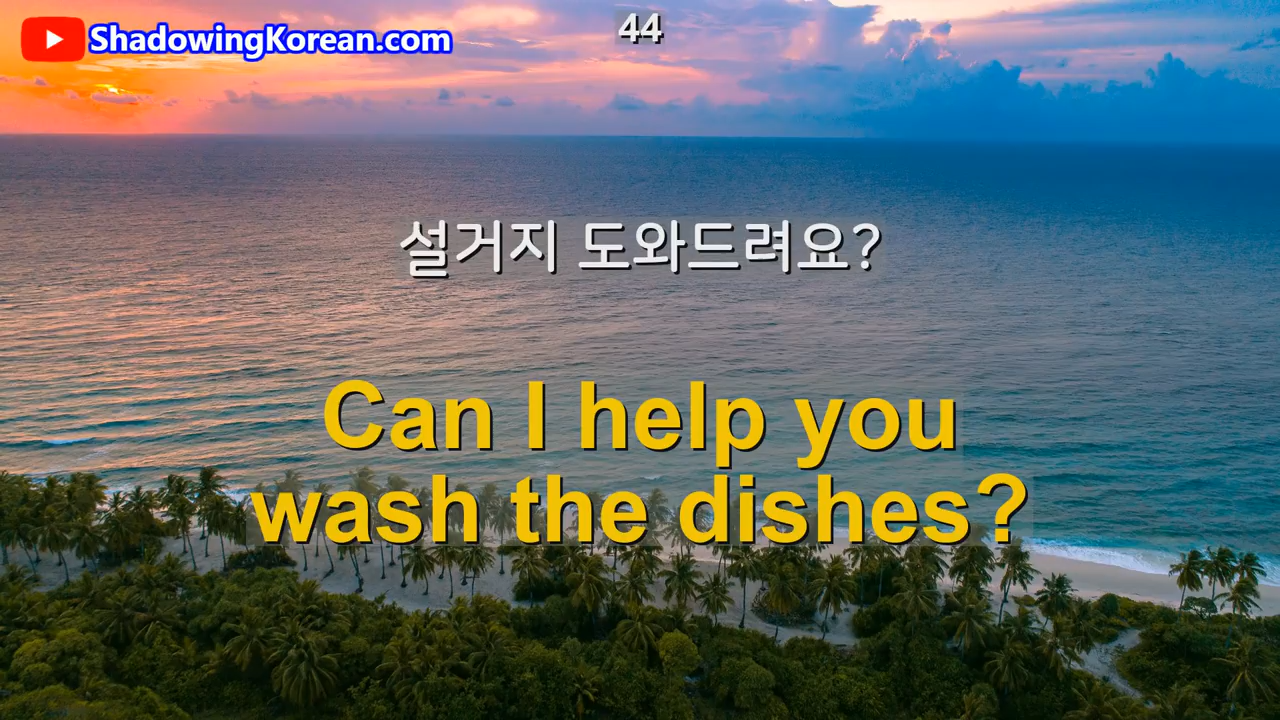 ShadowingKorean.com
44
설거지 도와드려요?
Can I help you
wash the dishes?